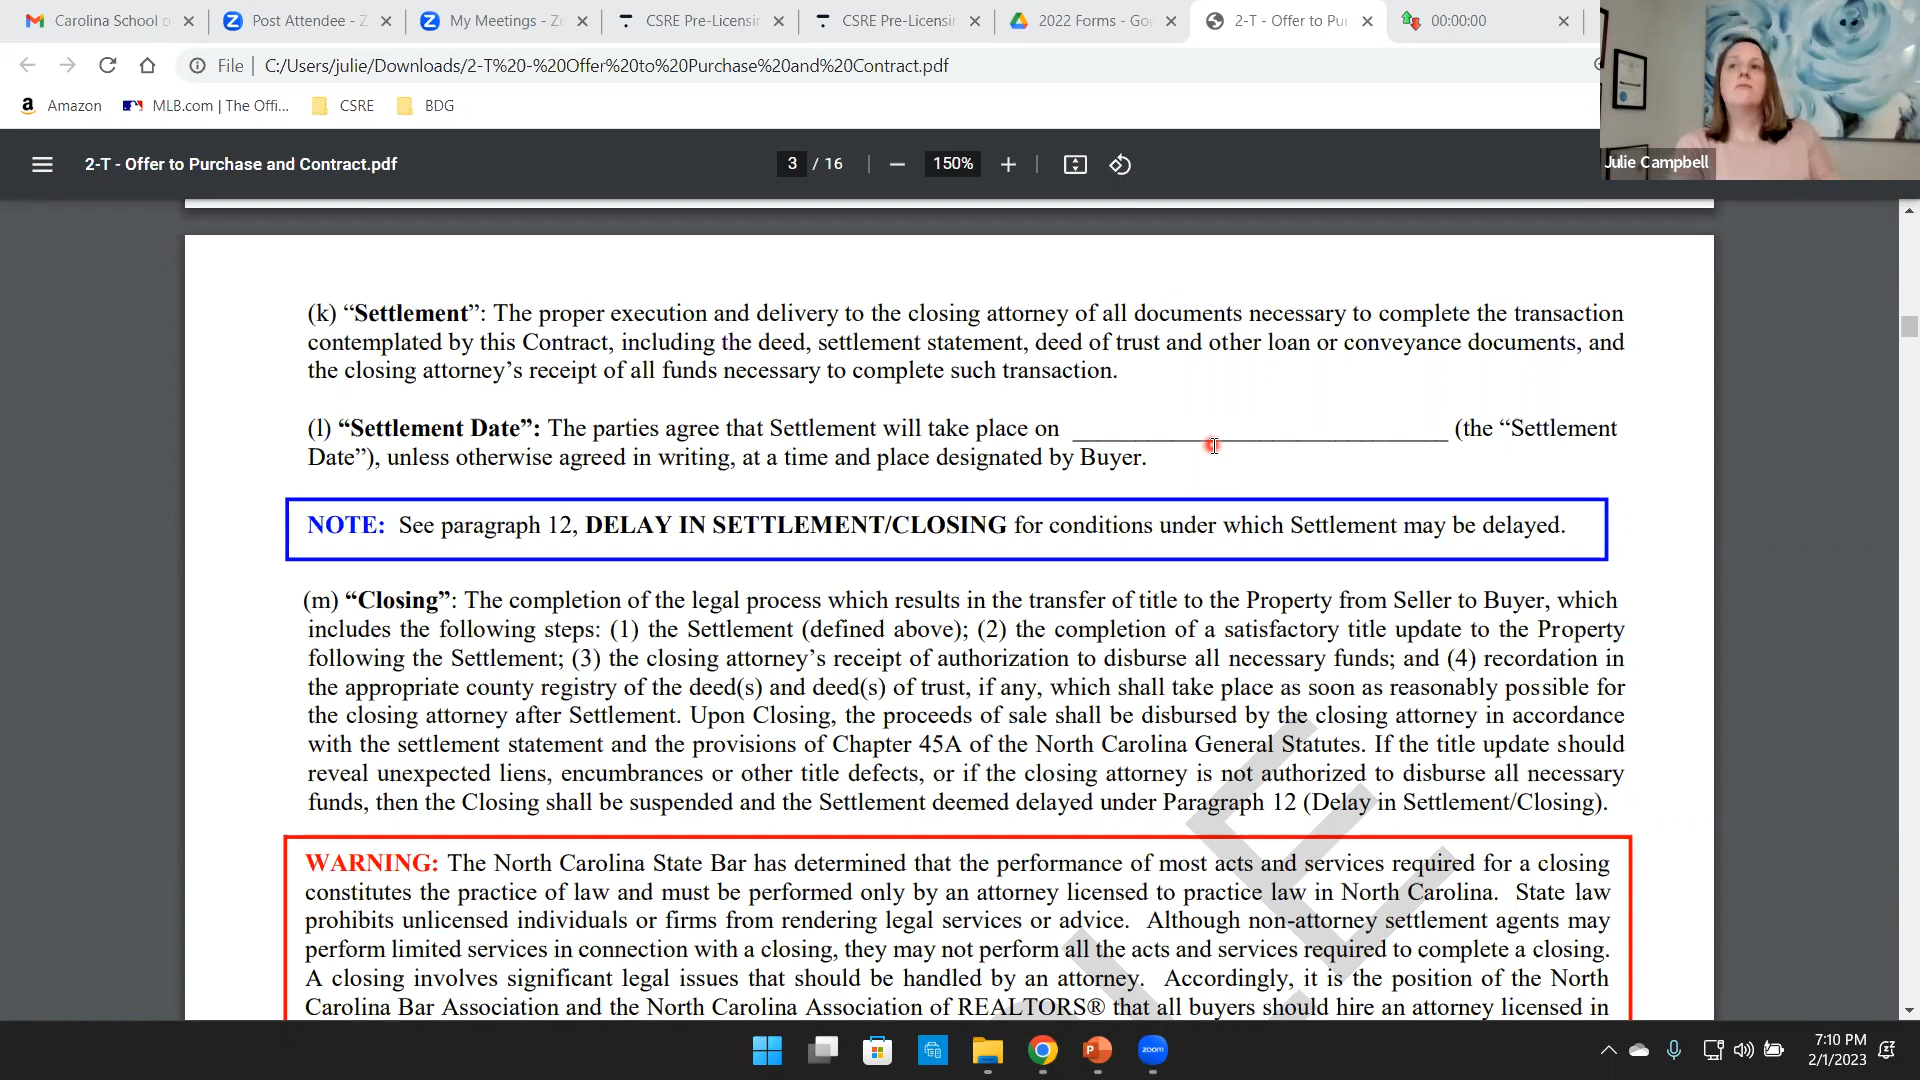 Carolina School o
Post Attendee - Z
My Meetings - Zo
CSRE Pre-Licensin
CSRE Pre-Licensin
2022 Forms - Goo
2-T - Offer to Pu
00:00:00
File | C:/Users/julie/Downloads/2-T%20-%20Offer%20to%20Purchase%20and%20Contract.pdf
Amazon
MLB.com | The Offi...
CSRE
BDG
Julie Campbell
2-T - Offer to Purchase and Contract.pdf
3 / 16
150%
(k) “Settlement”: The proper execution and delivery to the closing attorney of all documents necessary to complete the transaction
contemplated by this Contract, including the deed, settlement statement, deed of trust and other loan or conveyance documents, and
the closing attorney’s receipt of all funds necessary to complete such transaction.
(l) “Settlement Date”: The parties agree that Settlement will take place on ______________________________ (the “Settlement
Date”), unless otherwise agreed in writing, at a time and place designated by Buyer.
NOTE: See paragraph 12, DELAY IN SETTLEMENT/CLOSING for conditions under which Settlement may be delayed.
(m) “Closing”: The completion of the legal process which results in the transfer of title to the Property from Seller to Buyer, which
includes the following steps: (1) the Settlement (defined above); (2) the completion of a satisfactory title update to the Property
following the Settlement; (3) the closing attorney’s receipt of authorization to disburse all necessary funds; and (4) recordation in
the appropriate county registry of the deed(s) and deed(s) of trust, if any, which shall take place as soon as reasonably possible for
the closing attorney after Settlement. Upon Closing, the proceeds of sale shall be disbursed by the closing attorney in accordance
with the settlement statement and the provisions of Chapter 45A of the North Carolina General Statutes. If the title update should
reveal unexpected liens, encumbrances or other title defects, or if the closing attorney is not authorized to disburse all necessary
funds, then the Closing shall be suspended and the Settlement deemed delayed under Paragraph 12 (Delay in Settlement/Closing).
WARNING: The North Carolina State Bar has determined that the performance of most acts and services required for a closing
constitutes the practice of law and must be performed only by an attorney licensed to practice law in North Carolina. State law
prohibits unlicensed individuals or firms from rendering legal services or advice. Although non-attorney settlement agents may
perform limited services in connection with a closing, they may not perform all the acts and services required to complete a closing.
A closing involves significant legal issues that should be handled by an attorney. Accordingly, it is the position of the North
Carolina Bar Association and the North Carolina Association of REALTORS® that all buyers should hire an attorney licensed in
zoom
7:10 PM
2/1/2023